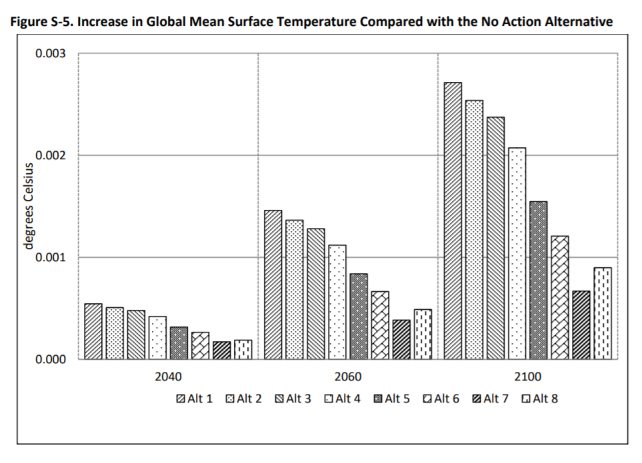 Figure S-5. Increase in Global Mean Surface Temperature Compared with the No Action Alternative
0.003
0.002
0.001
0.000
degrees Celsius
2040 2060 2100
Alt 1 Alt 2 Alt 3 Alt 4 Alt 5 Alt 6 Alt 7 Alt 8